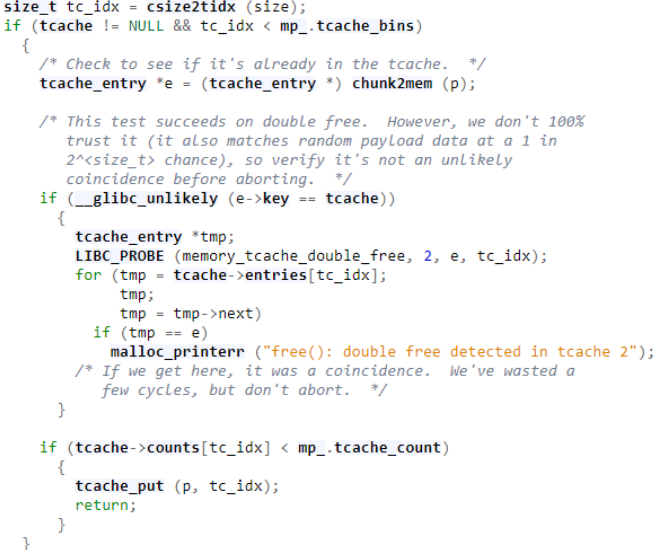 size_t tc_idx = csize2tidx (size);
if (tcache != NULL && tc_idx < mp_.tcache_bins)
{
/* Check to see if it's already in the tcache. */
tcache_entry *e = (tcache_entry *) chunk2mem (p);
/* This test succeeds on double free. However, we don't 100%
trust it (it also matches random payload data at a 1 in
2^<size_t> chance), so verify it's not an unlikely
coincidence before aborting. */
if (__glibc_unlikely (e->key == tcache))
{
tcache_entry *tmp;
LIBC_PROBE (memory_tcache_double_free, 2, e, tc_idx);
for (tmp = tcache->entries[tc_idx];
tmp;
tmp = tmp->next)
if (tmp == e)
malloc_printerr ("free(): double free detected in tcache 2");
/* If we get here, it was a coincidence. We've wasted a
few cycles, but don't abort. */
}
if (tcache->counts[tc_idx] < mp_.tcache_count)
{
tcache_put (p, tc_idx);
return;
}
}